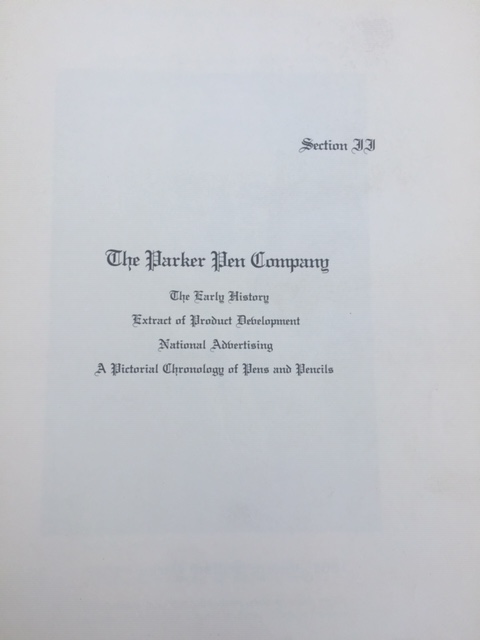 Section II
The Parker Pen Company
The Early History
Extract of Product Development
National Advertising
A Pictorial Chronology of Pens and Pencils